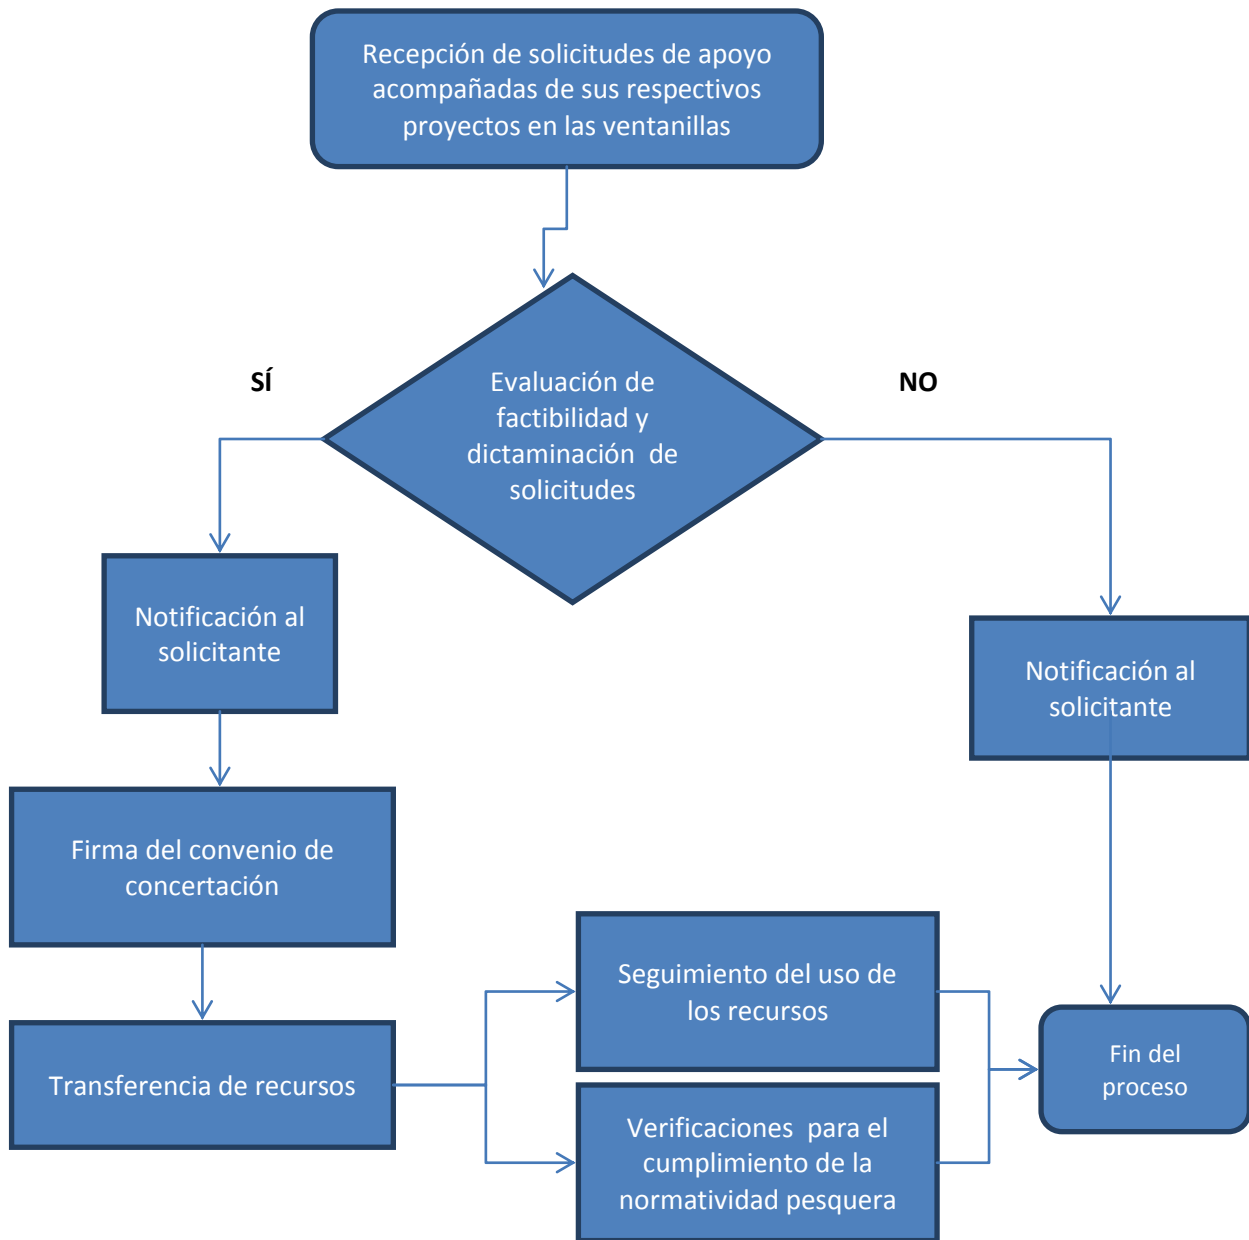 Recepción de solicitudes de apoyo
acompañadas de sus respectivos
proyectos en las ventanillas
SÍ
NO
Evaluación de
factibilidad y
dictaminación  de
solicitudes
Notificación al
solicitante
Notificación al
solicitante
Firma del convenio de
concertación
Seguimiento del uso de
los recursos
Transferencia de recursos
Fin del
proceso
Verificaciones  para el
cumplimiento de la
normatividad pesquera